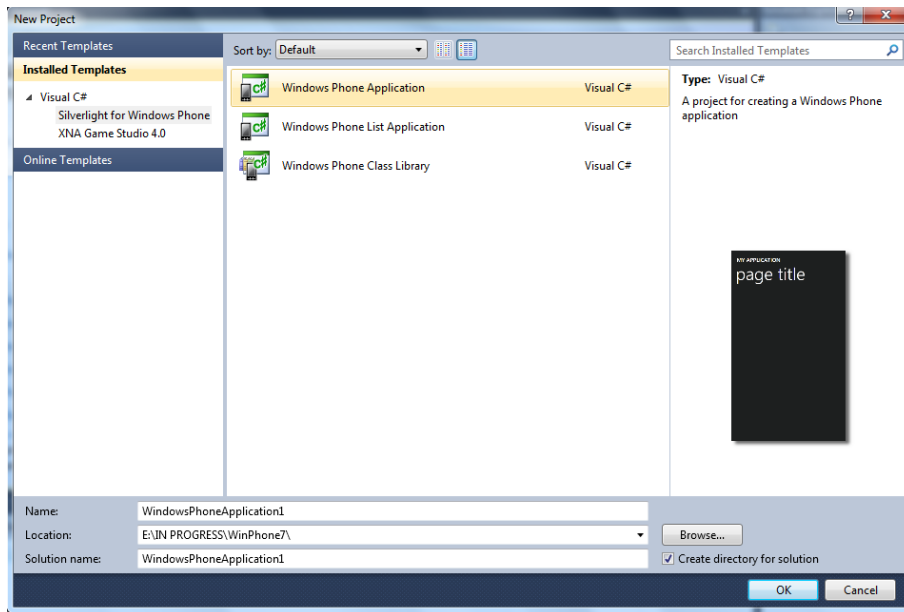 New Project
Recent Templates
Installed Templates
Visual C#
Silverlight for Windows Phone
XNA Game Studio 4.0
Online Templates
Sort by: Default
Search Installed Templates
Windows Phone Application Visual C#
Windows Phone List Application Visual C#
Windows Phone Class Library Visual C#
Type: Visual C#
A project for creating a Windows Phone
application
MY APPLICATION
page title
Name: WindowsPhoneApplication1
Location: E:\IN PROGRESS\WinPhone7\
Browse...
Solution name: WindowsPhoneApplication1
Create directory for solution
OK
Cancel